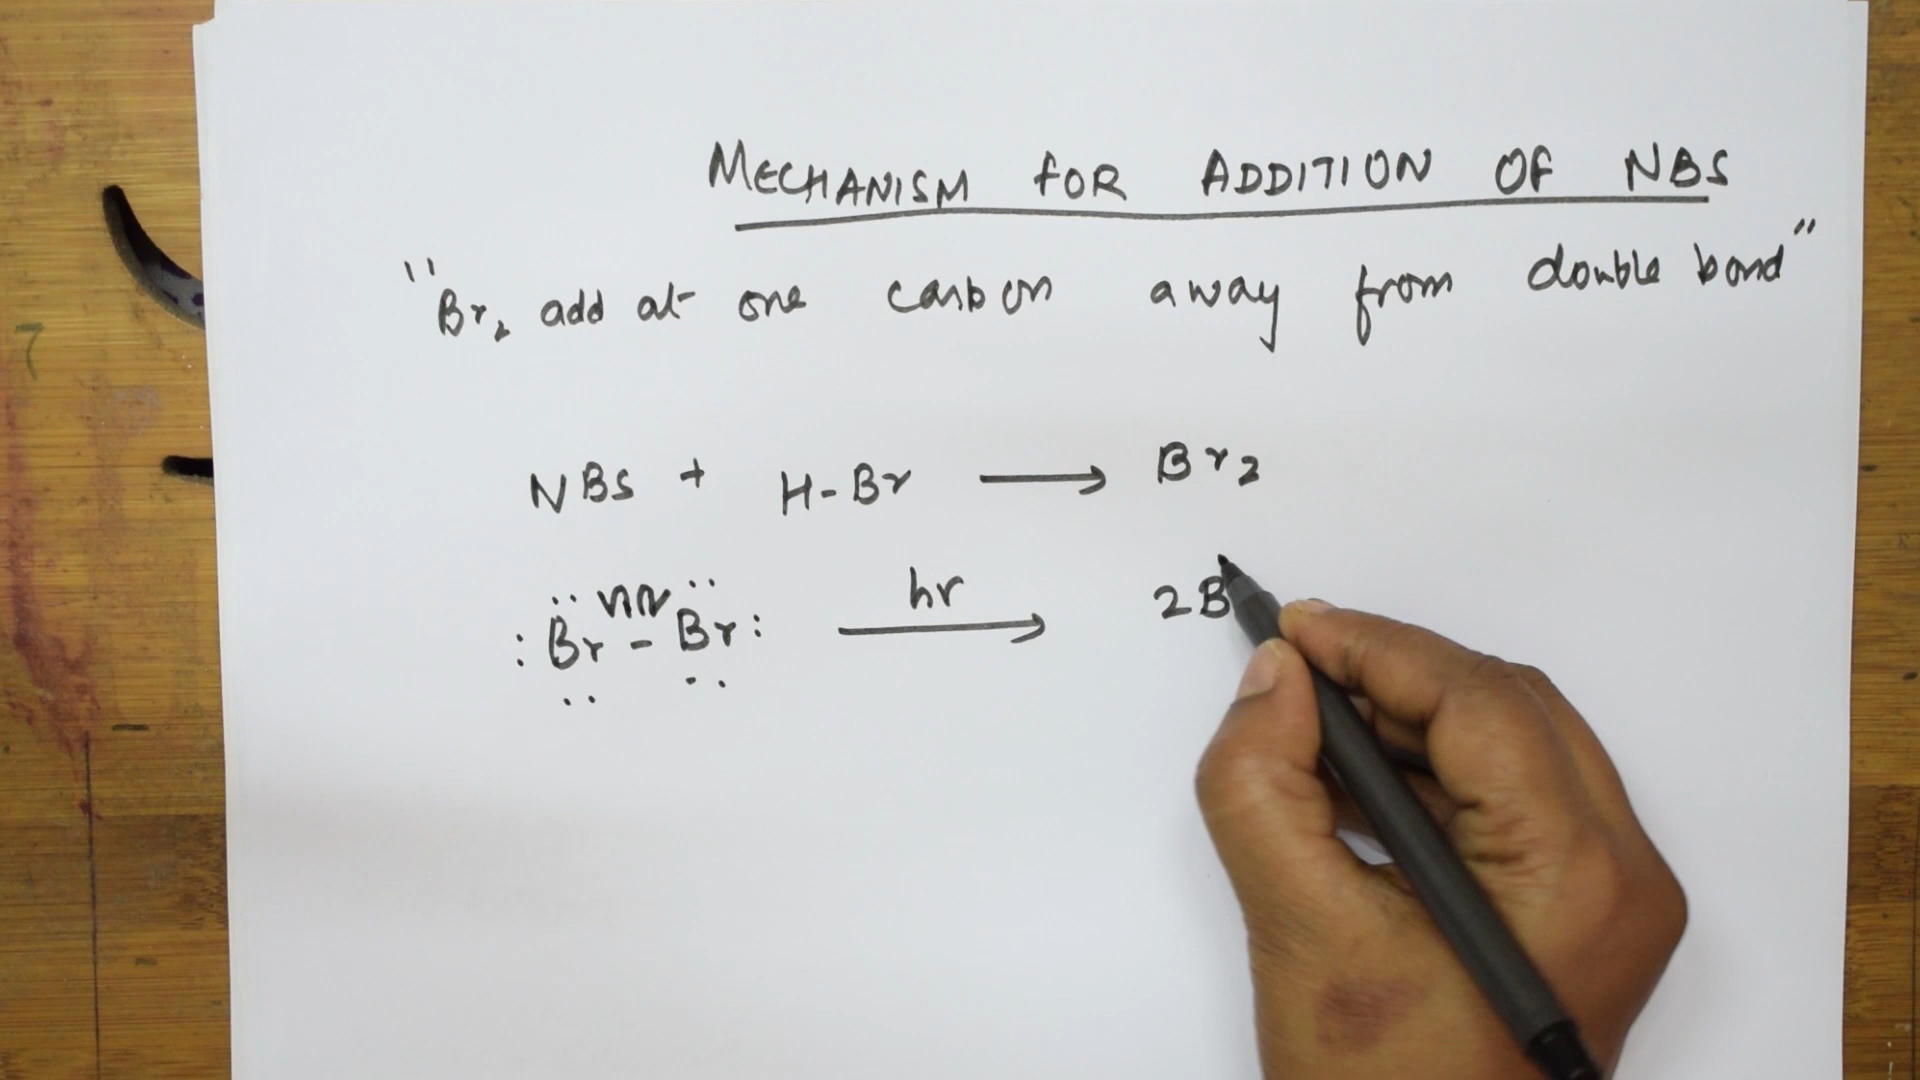 MECHANISM FOR ADDITION OF NBS
"Br₂ add at one carbon away from double bond"
NBS + H-Br ⟶ Br₂
:Br - Br: hr ⟶ 2B